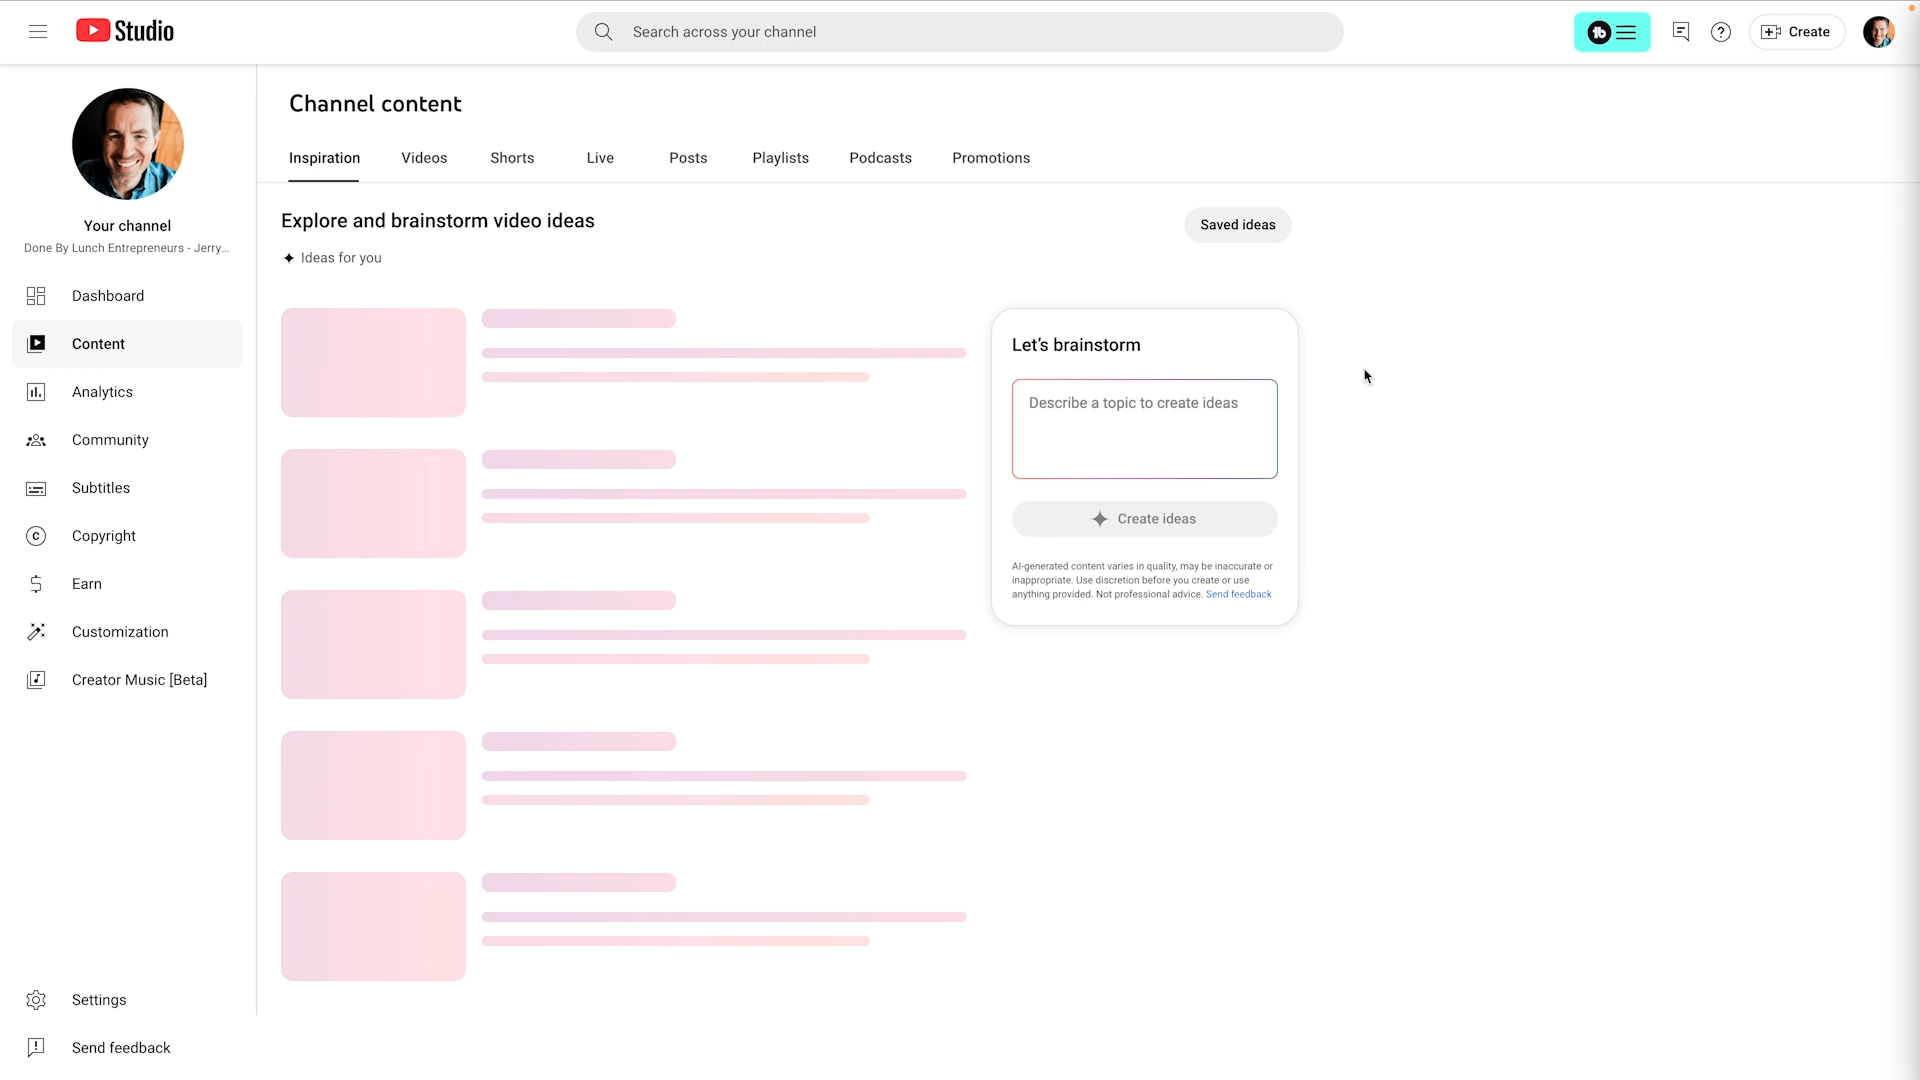 Studio
Search across your channel
Create
Your channel
Done By Lunch Entrepreneurs - Jerry...
Dashboard
Content
Analytics
Community
Subtitles
Copyright
Earn
Customization
Creator Music [Beta]
Settings
Send feedback
Channel content
Inspiration
Videos
Shorts
Live
Posts
Playlists
Podcasts
Promotions
Explore and brainstorm video ideas
Saved ideas
Ideas for you
Let’s brainstorm
Describe a topic to create ideas
Create ideas
AI-generated content varies in quality, may be inaccurate or
inappropriate. Use discretion before you create or use
anything provided. Not professional advice. Send feedback